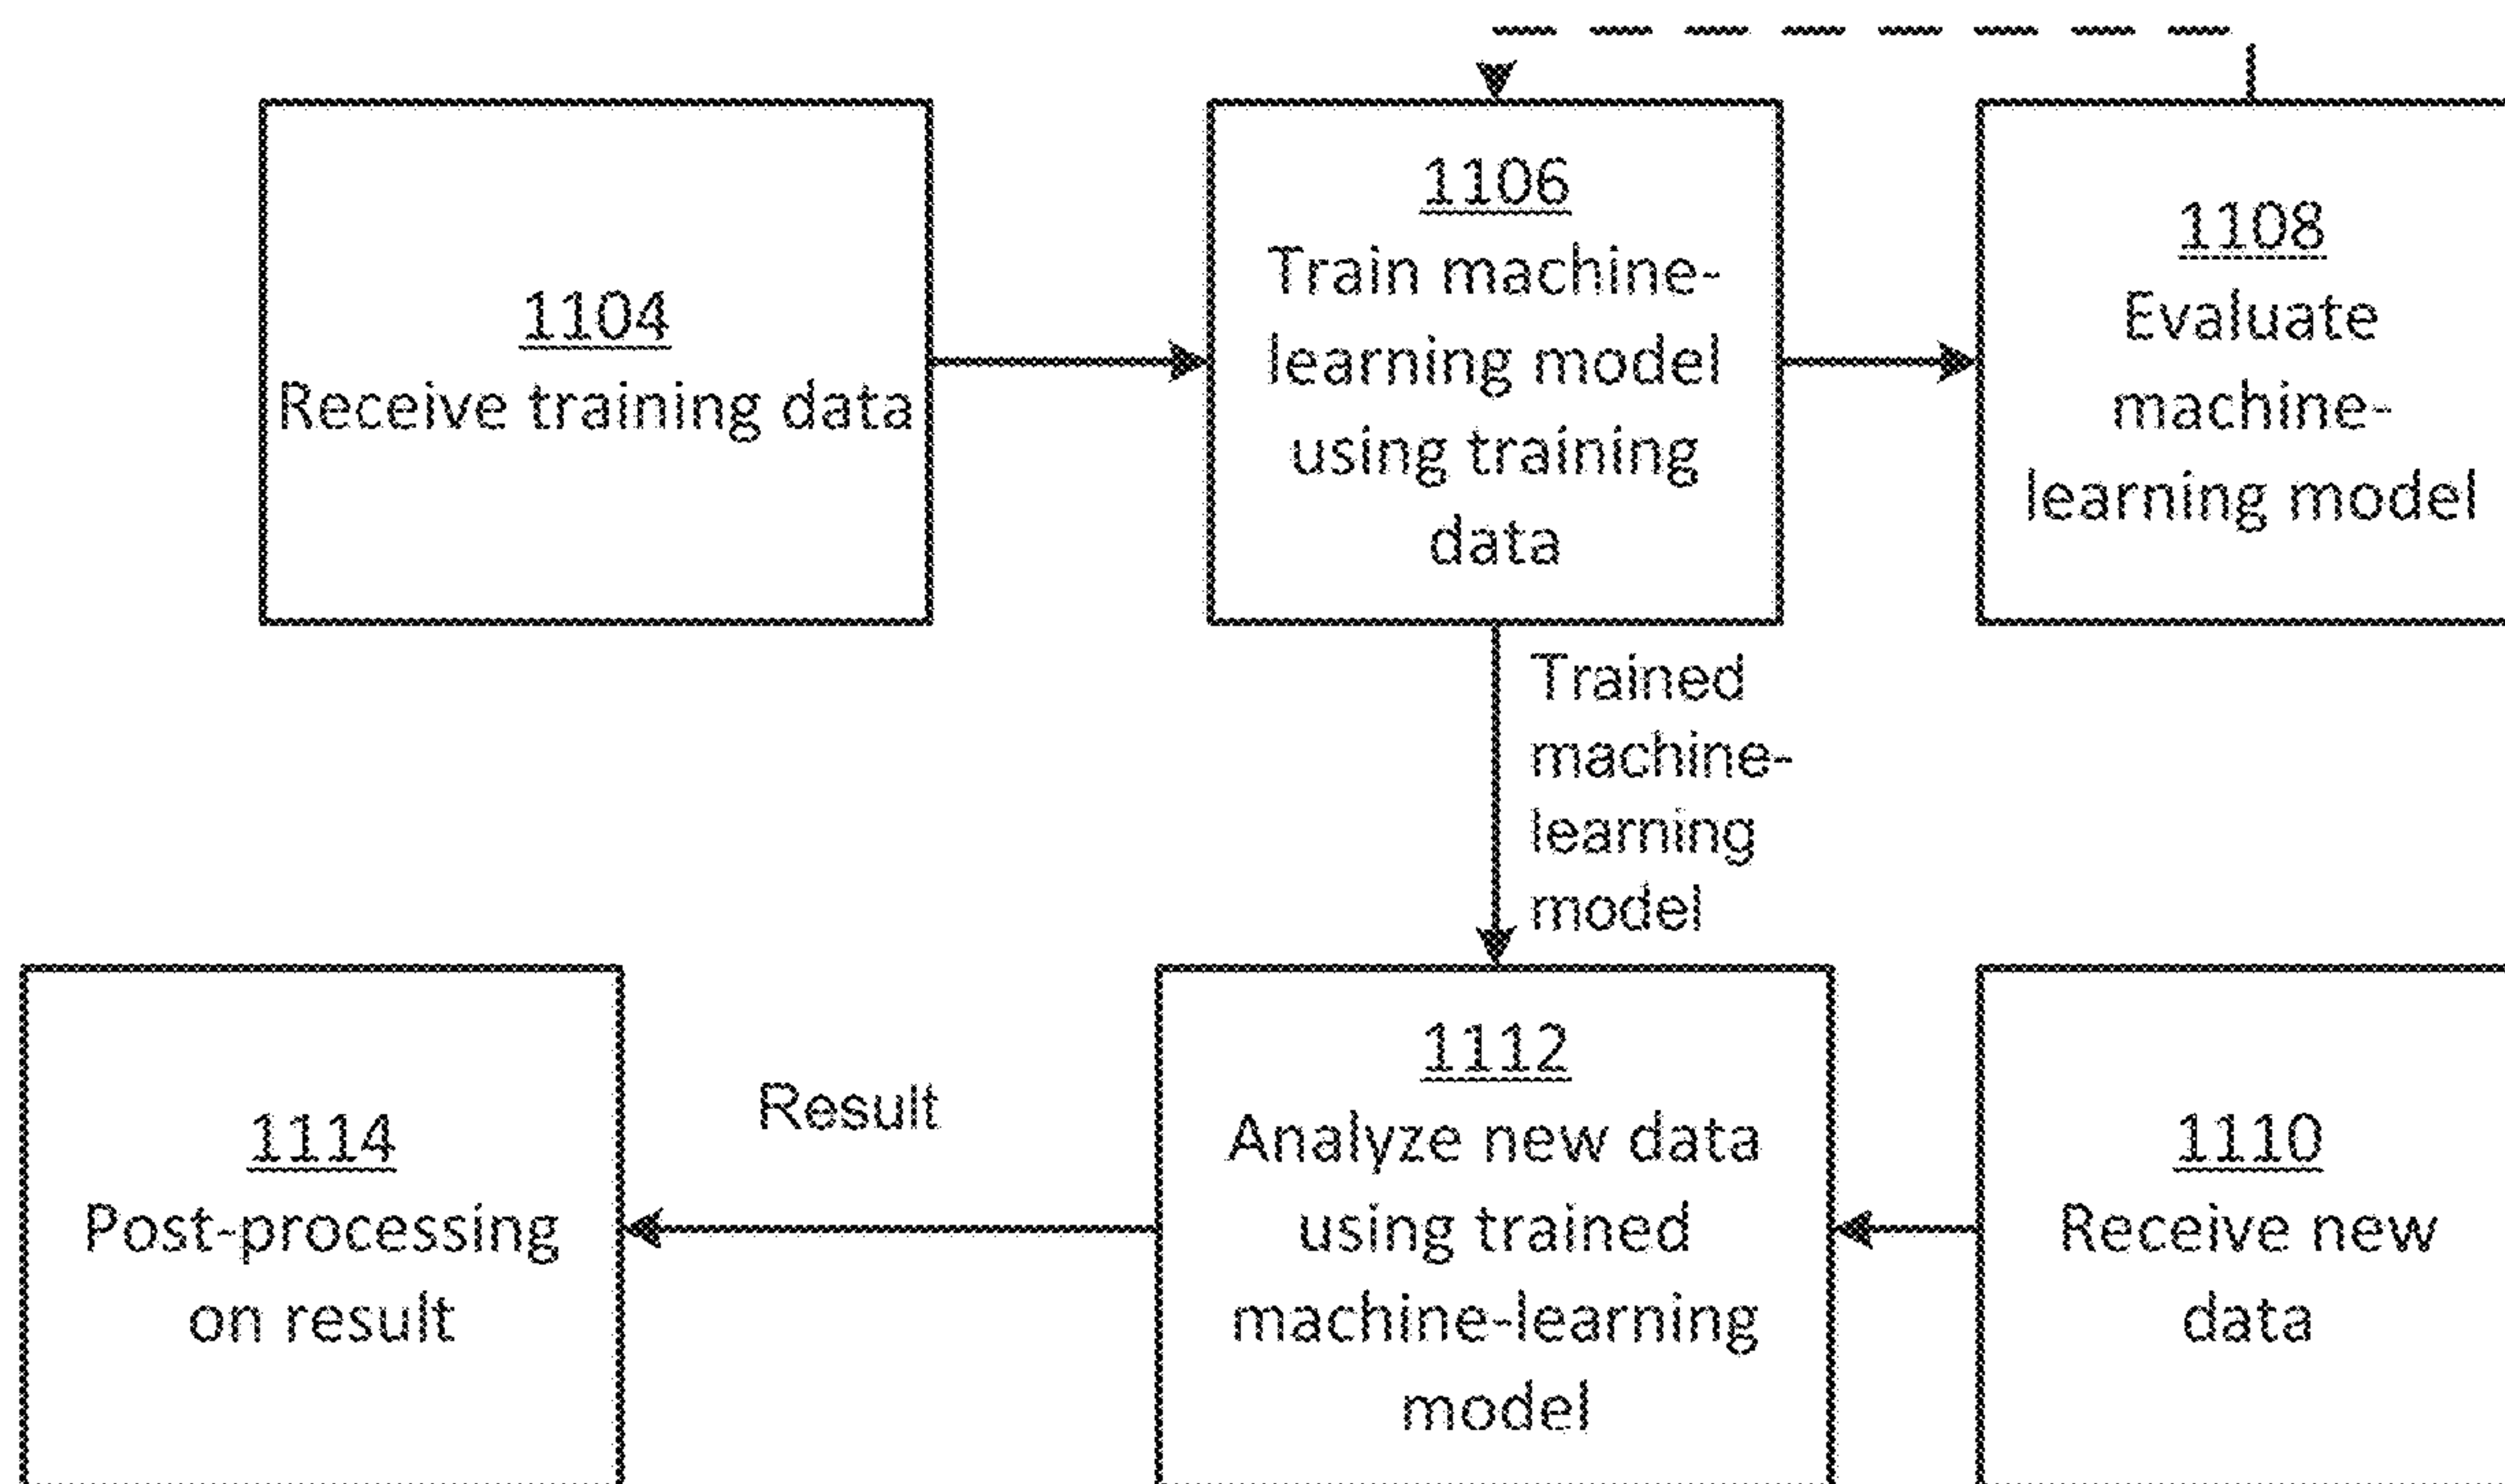 1104
Receive training data
1106
Train machine-
learning model
using training
data
1108
Evaluate
machine-
learning model
Trained
machine-
learning
model
1114
Post-processing
on result
Result
1112
Analyze new data
using trained
machine-learning
model
1110
Receive new
data